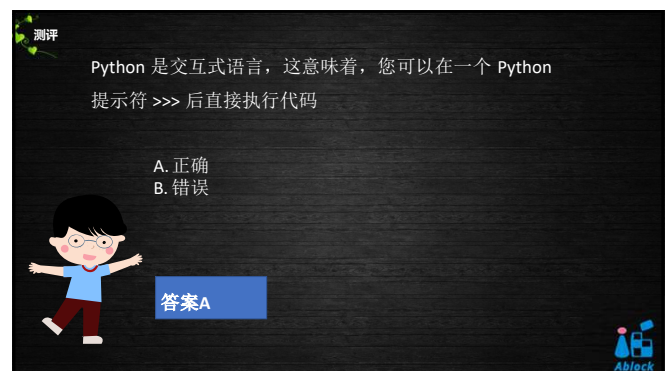 测评
Python 是交互式语言，这意味着，您可以在一个 Python
提示符 >>> 后直接执行代码
A. 正确
B. 错误
答案A
Ablock